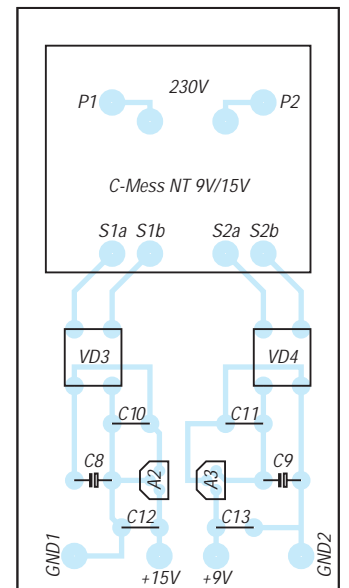 230V
P1 P2
C-Mess NT 9V/15V
S1a S1b S2a S2b
VD3 VD4
C10 C11
C8 A2 A3 C9
C12 C13
GND1 +15V +9V GND2